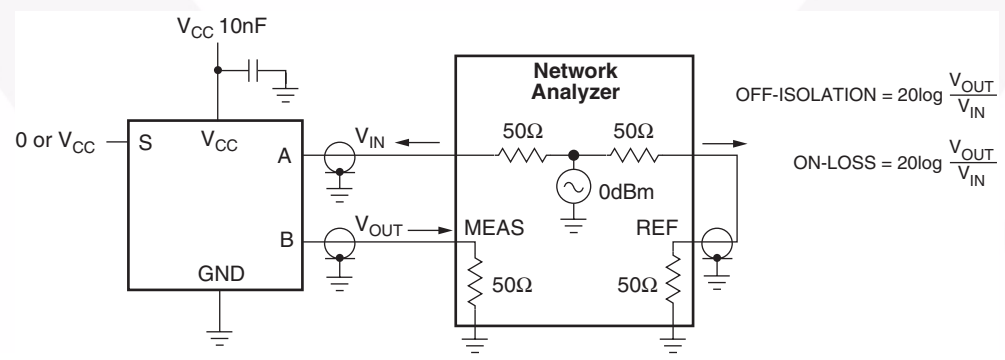 V_CC 10nF
Network
Analyzer
OFF-ISOLATION = 20log V_OUT / V_IN
0 or V_CC
S
V_CC
A
V_IN
50Ω
50Ω
ON-LOSS = 20log V_OUT / V_IN
0dBm
B
V_OUT
MEAS
REF
GND
50Ω
50Ω